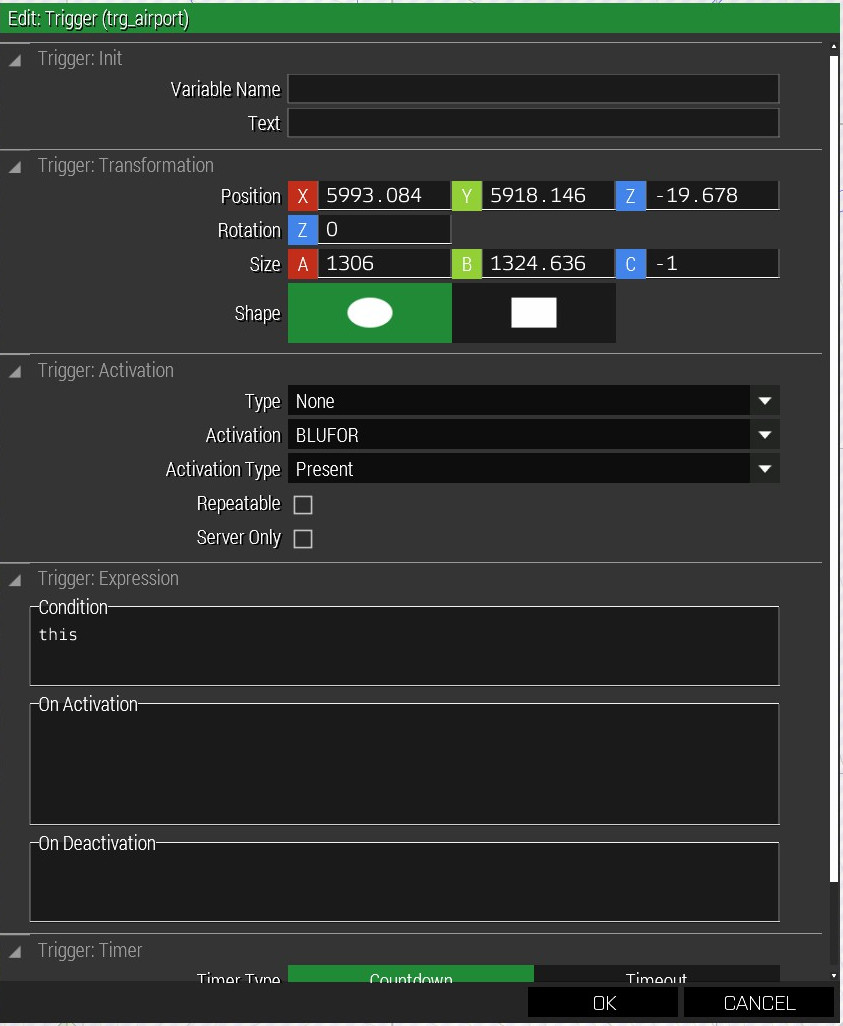 Edit: Trigger (trg_airport)
Trigger: Init
Variable Name
Text
Trigger: Transformation
Position X 5993.084 Y 5918.146 Z -19.678
Rotation Z 0
Size A 1306 B 1324.636 C -1
Shape
Trigger: Activation
Type None
Activation BLUFOR
Activation Type Present
Repeatable
Server Only
Trigger: Expression
Condition
this
On Activation
On Deactivation
Trigger: Timer
Timer Type Countdown Timeout
OK CANCEL